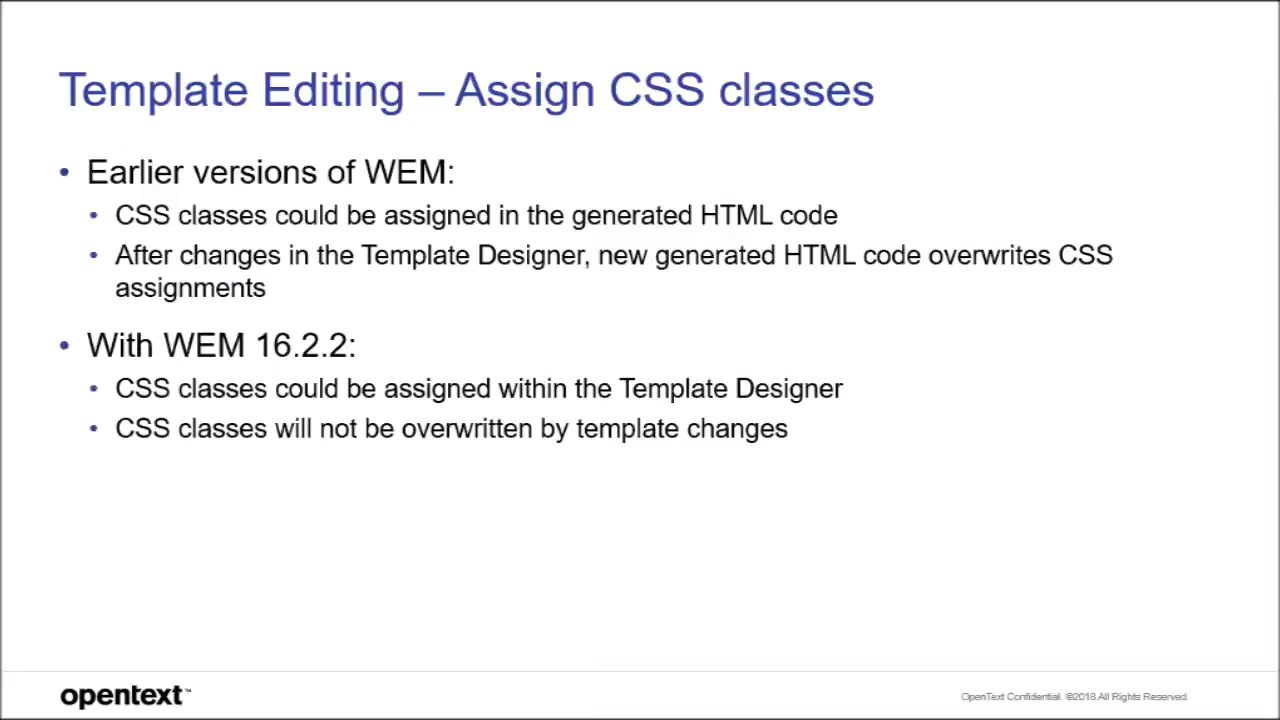 Template Editing – Assign CSS classes
• Earlier versions of WEM:
• CSS classes could be assigned in the generated HTML code
• After changes in the Template Designer, new generated HTML code overwrites CSS
assignments
• With WEM 16.2.2:
• CSS classes could be assigned within the Template Designer
• CSS classes will not be overwritten by template changes
opentext™
OpenText Confidential. ©2018 All Rights Reserved.